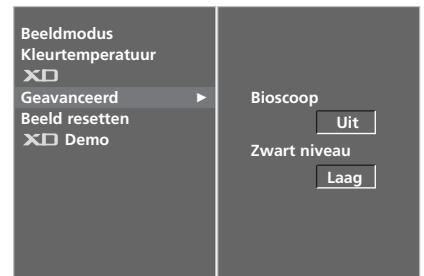 Beeldmodus
Kleurtemperatuur
XD
Geavanceerd ►
Beeld resetten
XD Demo
Bioscoop
Uit
Zwart niveau
Laag